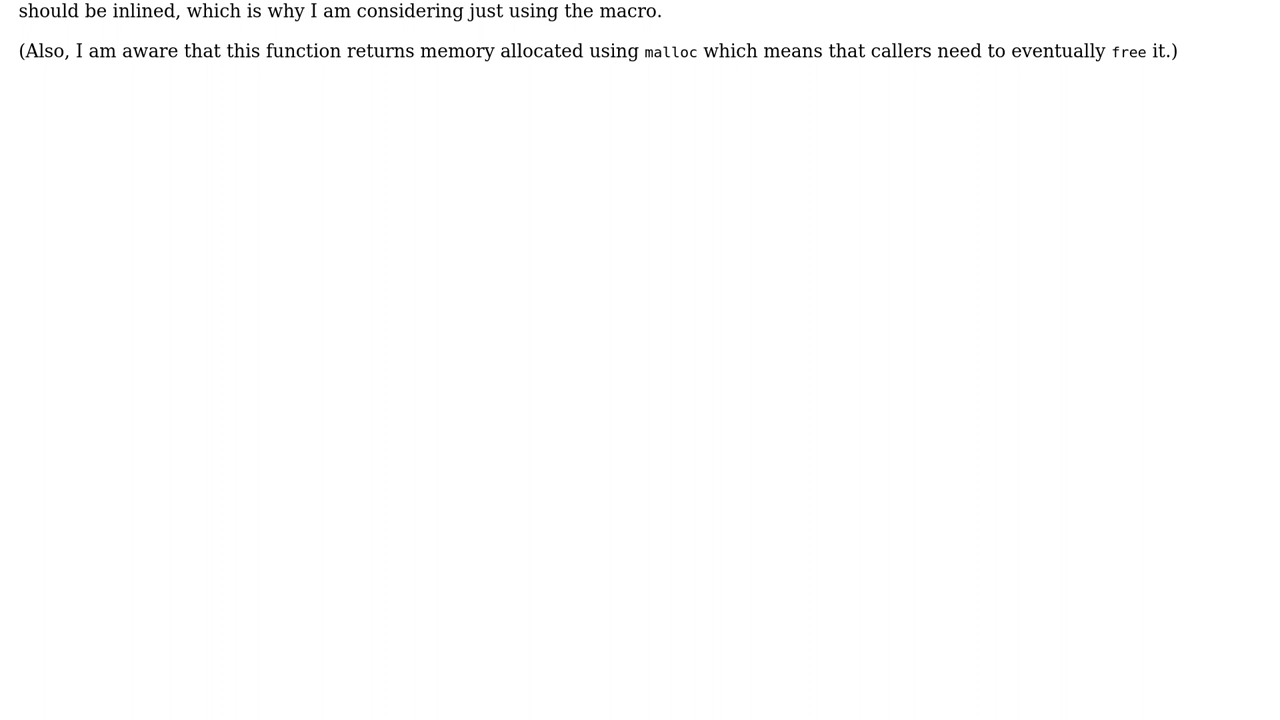 should be inlined, which is why I am considering just using the macro.
(Also, I am aware that this function returns memory allocated using malloc which means that callers need to eventually free it.)